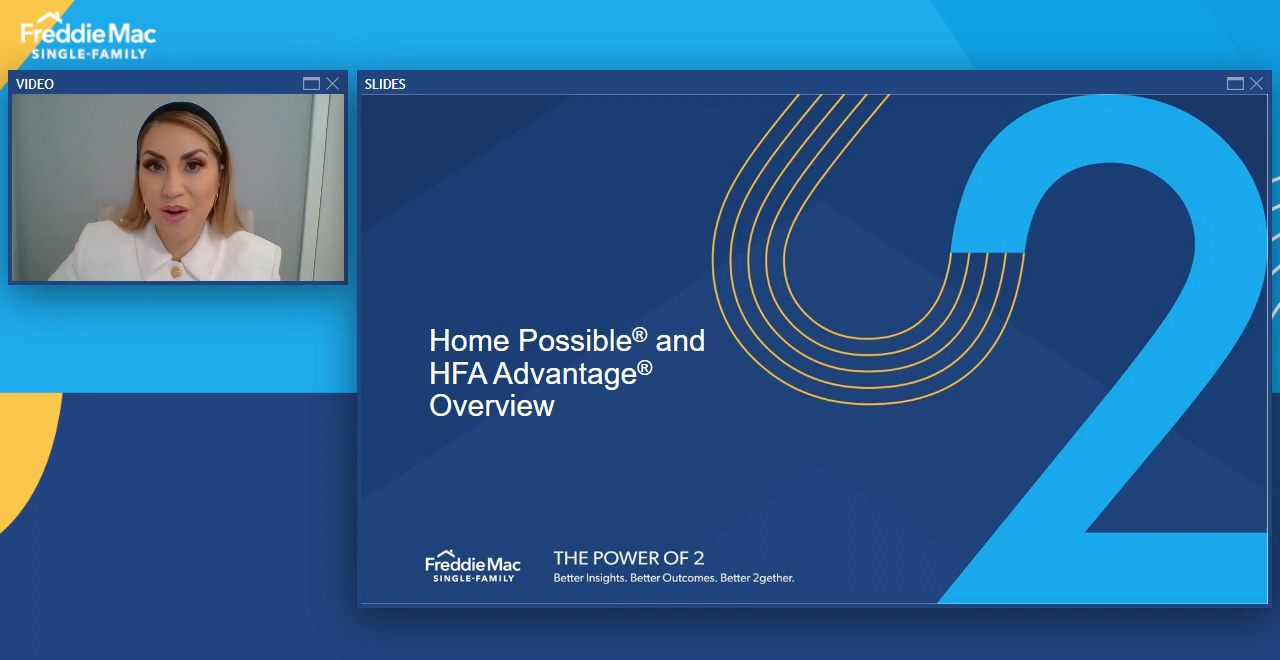 Freddie Mac
SINGLE-FAMILY
VIDEO
SLIDES
Home Possible® and
HFA Advantage®
Overview
Freddie Mac
SINGLE-FAMILY
THE POWER OF 2
Better Insights. Better Outcomes. Better 2gether.
2